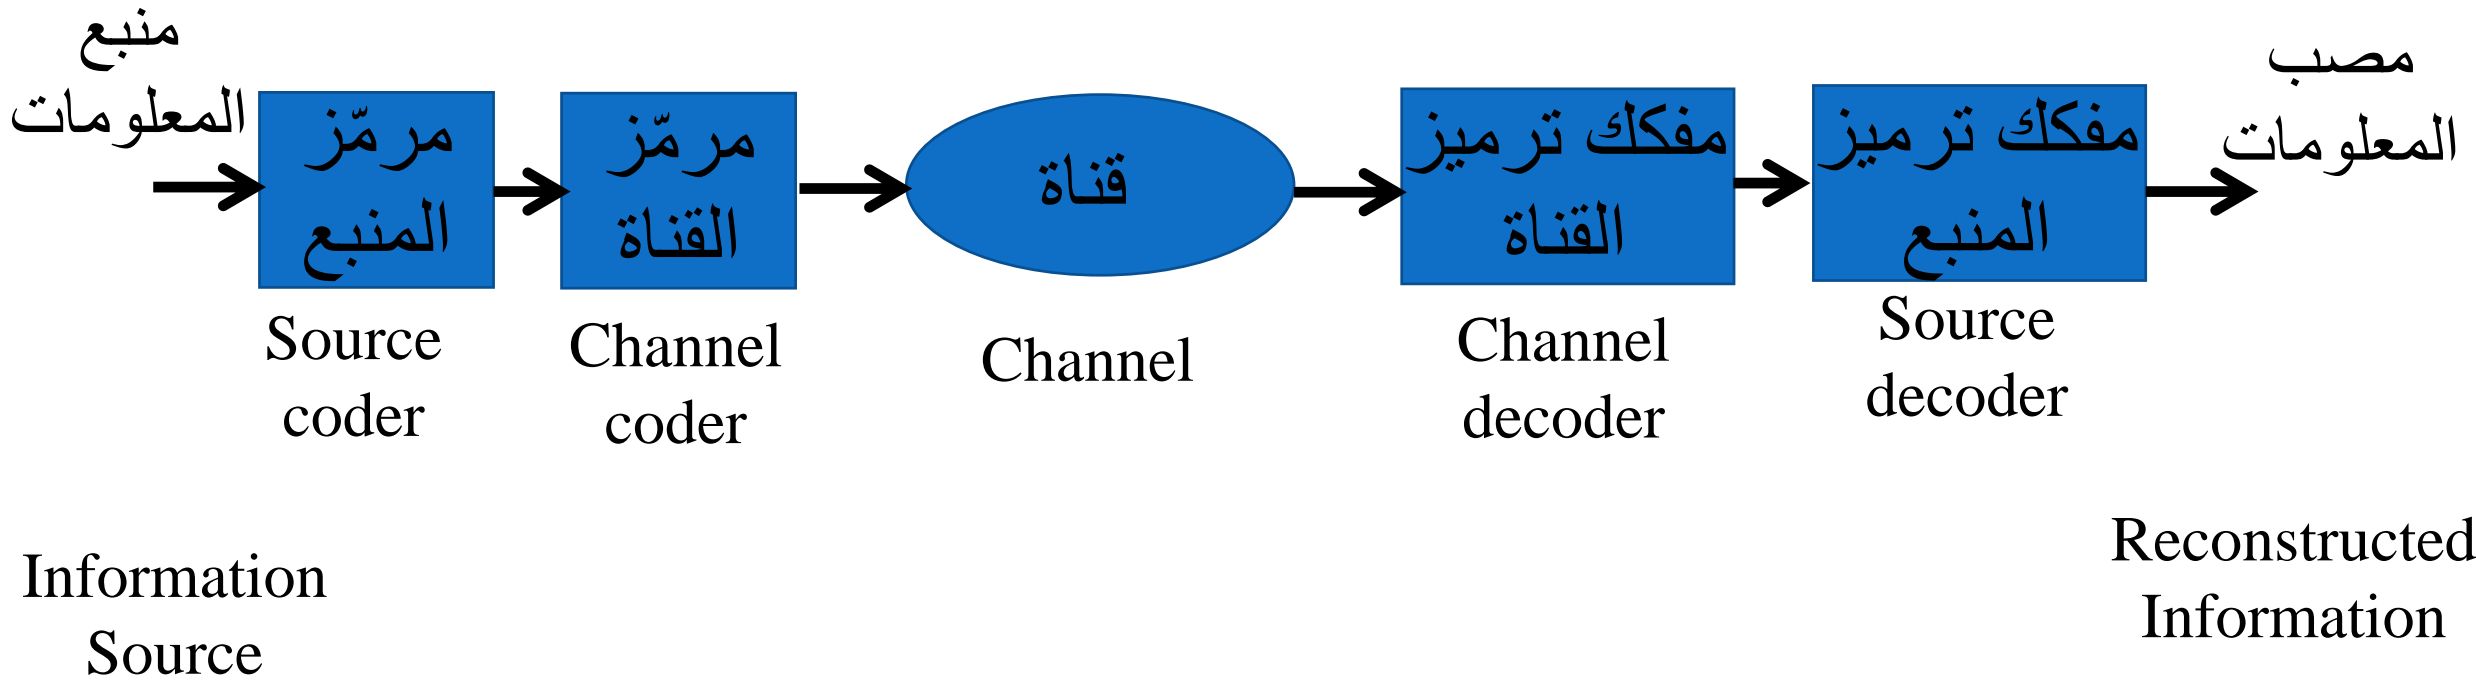 منبع
المعلومات
مرمّز
المنبع
مرمّز
القناة
قناة
مفكك ترميز
القناة
مفكك ترميز
المنبع
مصب
المعلومات
Source
coder
Channel
coder
Channel
Channel
decoder
Source
decoder
Information
Source
Reconstructed
Information